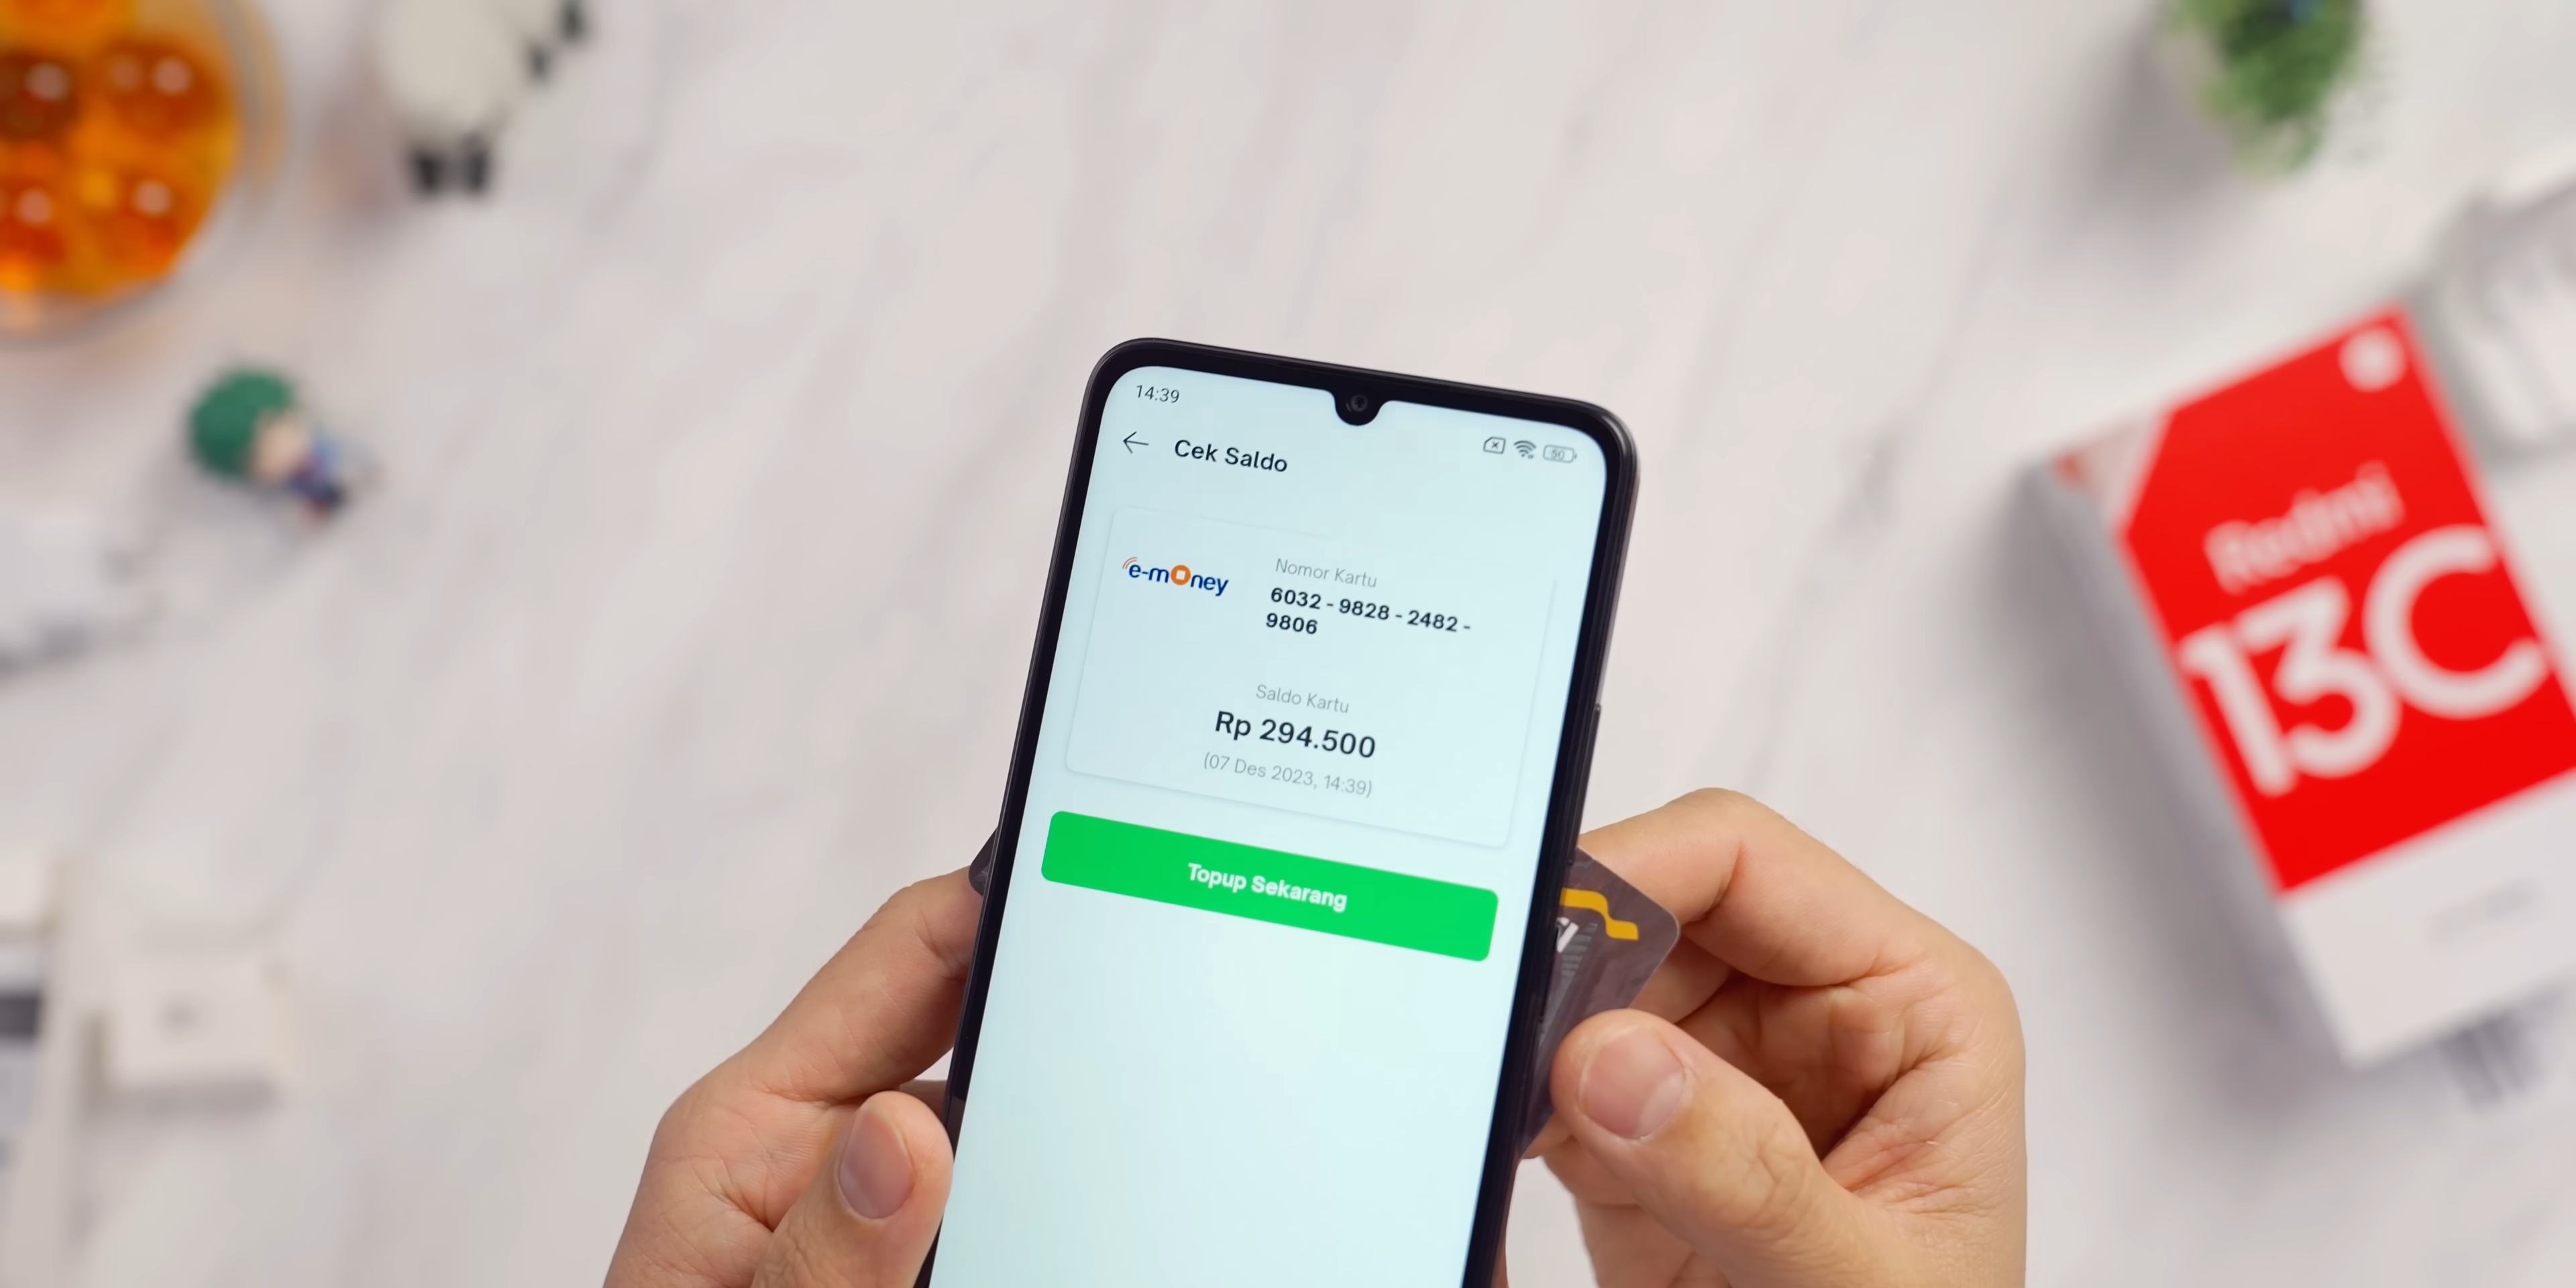 14:39
50
Cek Saldo
e-money
Nomor Kartu
6032 - 9828 - 2482 -
9806
Saldo Kartu
Rp 294.500
(07 Des 2023, 14:39)
Topup Sekarang
Redmi
13C